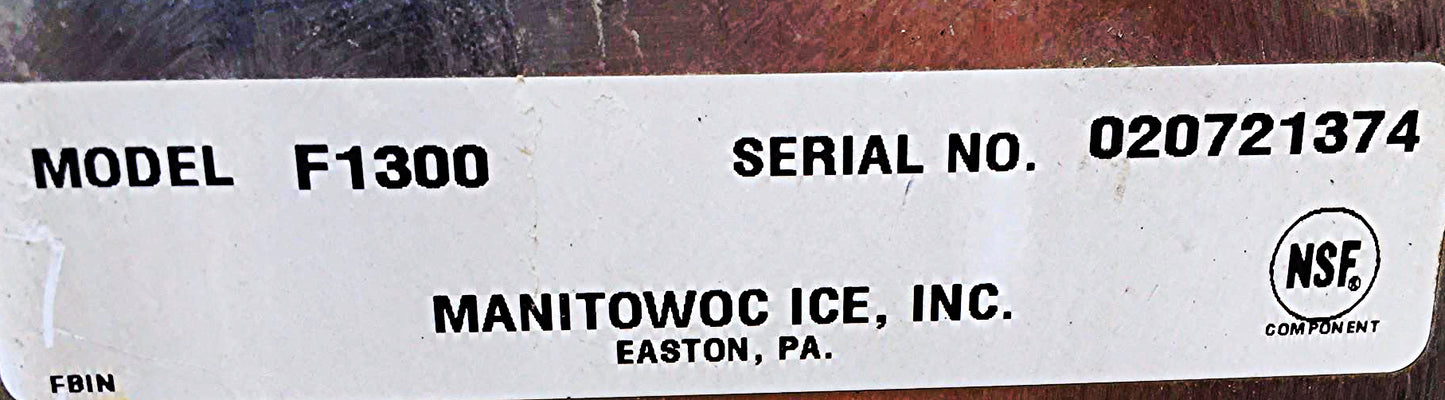 MODEL F1300 SERIAL NO. 020721374
NSF®
COMPONENT
MANITOWOC ICE, INC.
EASTON, PA.
FBIN